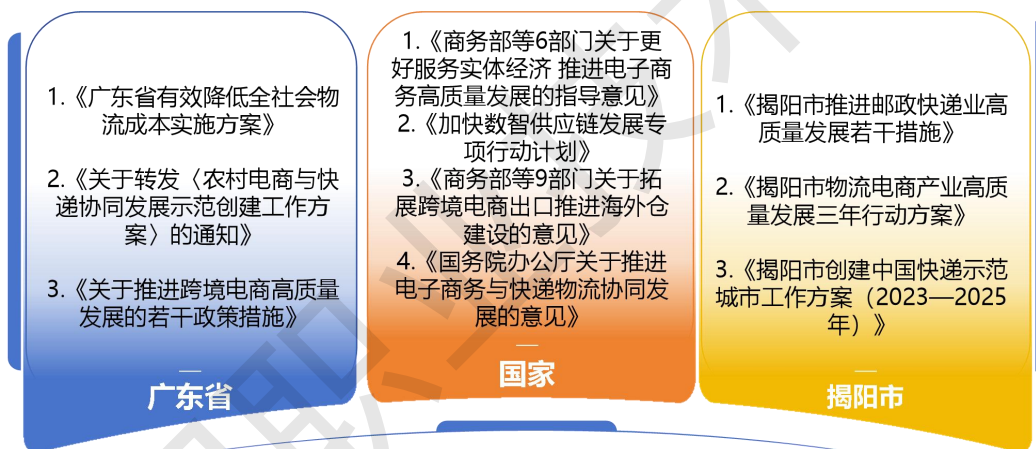 1.《广东省有效降低全社会物
流成本实施方案》
2.《关于转发〈农村电商与快
递协同发展示范创建工作方
案〉的通知》
3.《关于推进跨境电商高质量
发展的若干政策措施》
广东省
1.《商务部等6部门关于更
好服务实体经济 推进电子商
务高质量发展的指导意见》
2.《加快数智供应链发展专
项行动计划》
3.《商务部等9部门关于拓
展跨境电商出口推进海外仓
建设的意见》
4.《国务院办公厅关于推进
电子商务与快递物流协同发
展的意见》
国家
1.《揭阳市推进邮政快递业高
质量发展若干措施》
2.《揭阳市物流电商产业高质
量发展三年行动方案》
3.《揭阳市创建中国快递示范
城市工作方案（2023—2025
年）》
揭阳市
职业技术